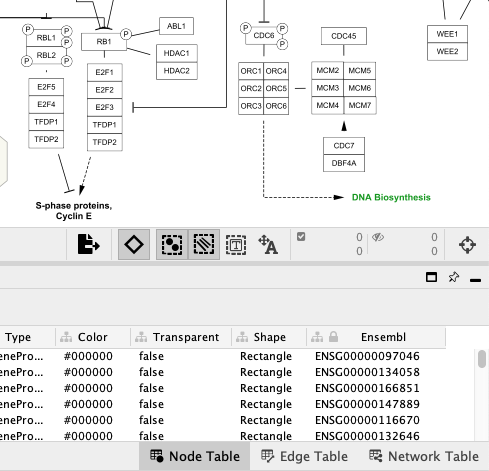 RBL1 P
P RBL2 P
P RB1 P
ABL1
HDAC1
HDAC2
E2F5
E2F4
TFDP1
TFDP2
E2F1
E2F2
E2F3
TFDP1
TFDP2
S-phase proteins,
Cyclin E
P CDC6 P
P
CDC45
WEE1
WEE2
ORC1 ORC4
ORC2 ORC5
ORC3 ORC6
MCM2 MCM5
MCM3 MCM6
MCM4 MCM7
CDC7
DBF4A
DNA Biosynthesis
T A 0 0
0 0
Type Color Transparent Shape Ensembl
enePro... #000000 false Rectangle ENSG00000097046
enePro... #000000 false Rectangle ENSG00000134058
enePro... #000000 false Rectangle ENSG00000166851
enePro... #000000 false Rectangle ENSG00000147889
enePro... #000000 false Rectangle ENSG00000116670
enePro... #000000 false Rectangle ENSG00000132646
Node Table Edge Table Network Table